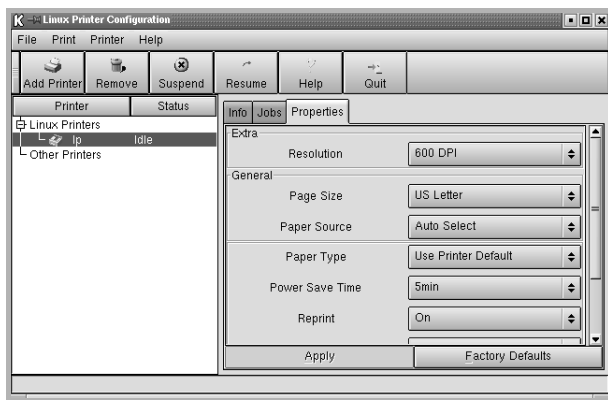 Linux Printer Configuration
File Print Printer Help
Add Printer Remove Suspend Resume Help Quit
Printer Status
Linux Printers
lp Idle
Other Printers
Info Jobs Properties
Extra
Resolution 600 DPI
General
Page Size US Letter
Paper Source Auto Select
Paper Type Use Printer Default
Power Save Time 5min
Reprint On
Apply Factory Defaults